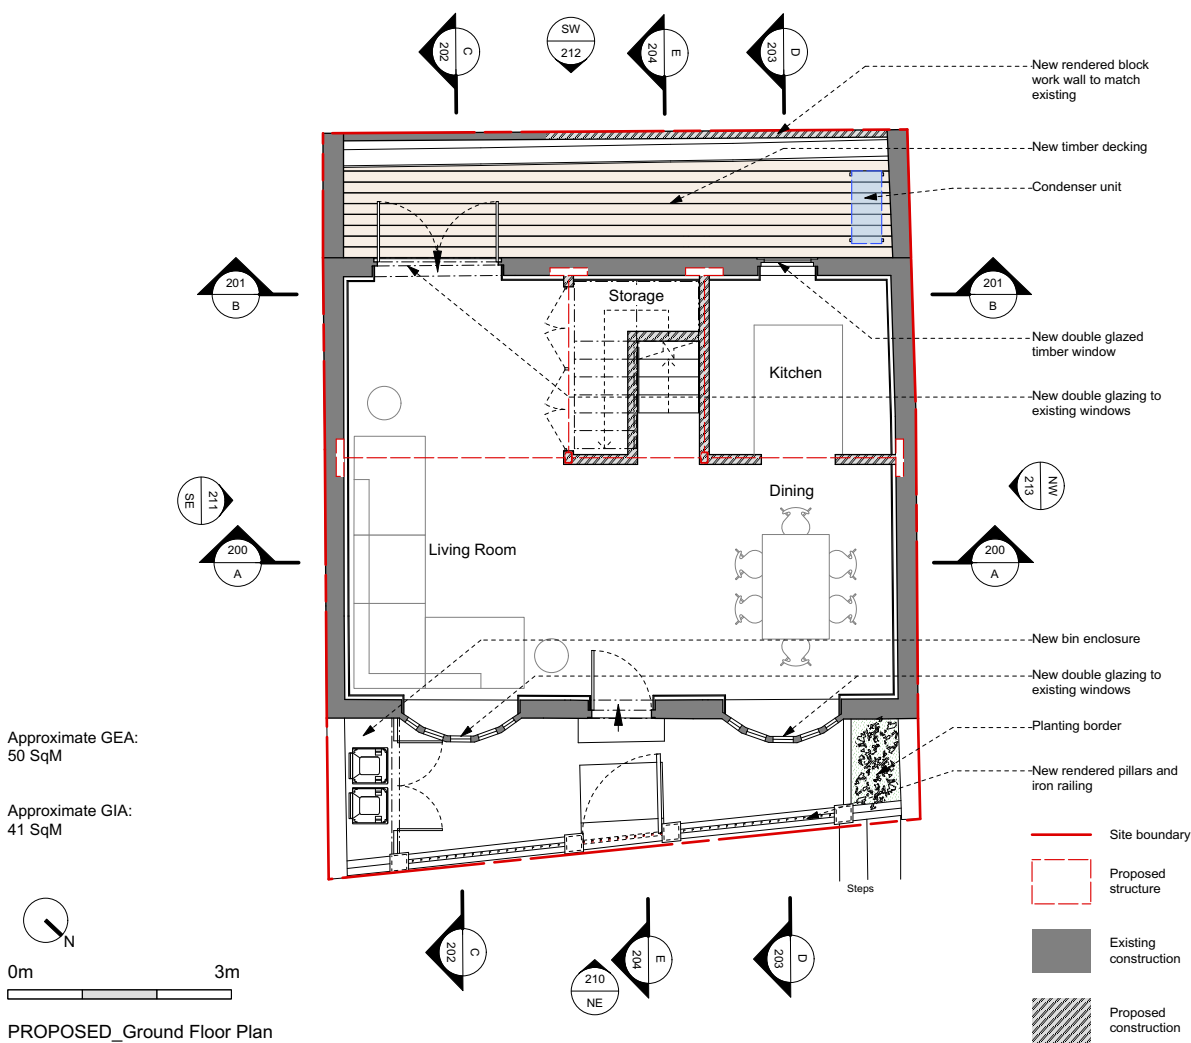 C
202
SW
212
E
204
D
203
New rendered block
work wall to match
existing
New timber decking
Condenser unit
201
B
201
B
Storage
New double glazed
timber window
Kitchen
New double glazing to
existing windows
Dining
211
SE
NW
213
200
A
Living Room
200
A
New bin enclosure
New double glazing to
existing windows
Planting border
New rendered pillars and
iron railing
Approximate GEA:
50 SqM
Approximate GIA:
41 SqM
Steps
Site boundary
Proposed
structure
Existing
construction
Proposed
construction
C
202
E
204
D
203
210
NE
N
0m
3m
PROPOSED_Ground Floor Plan